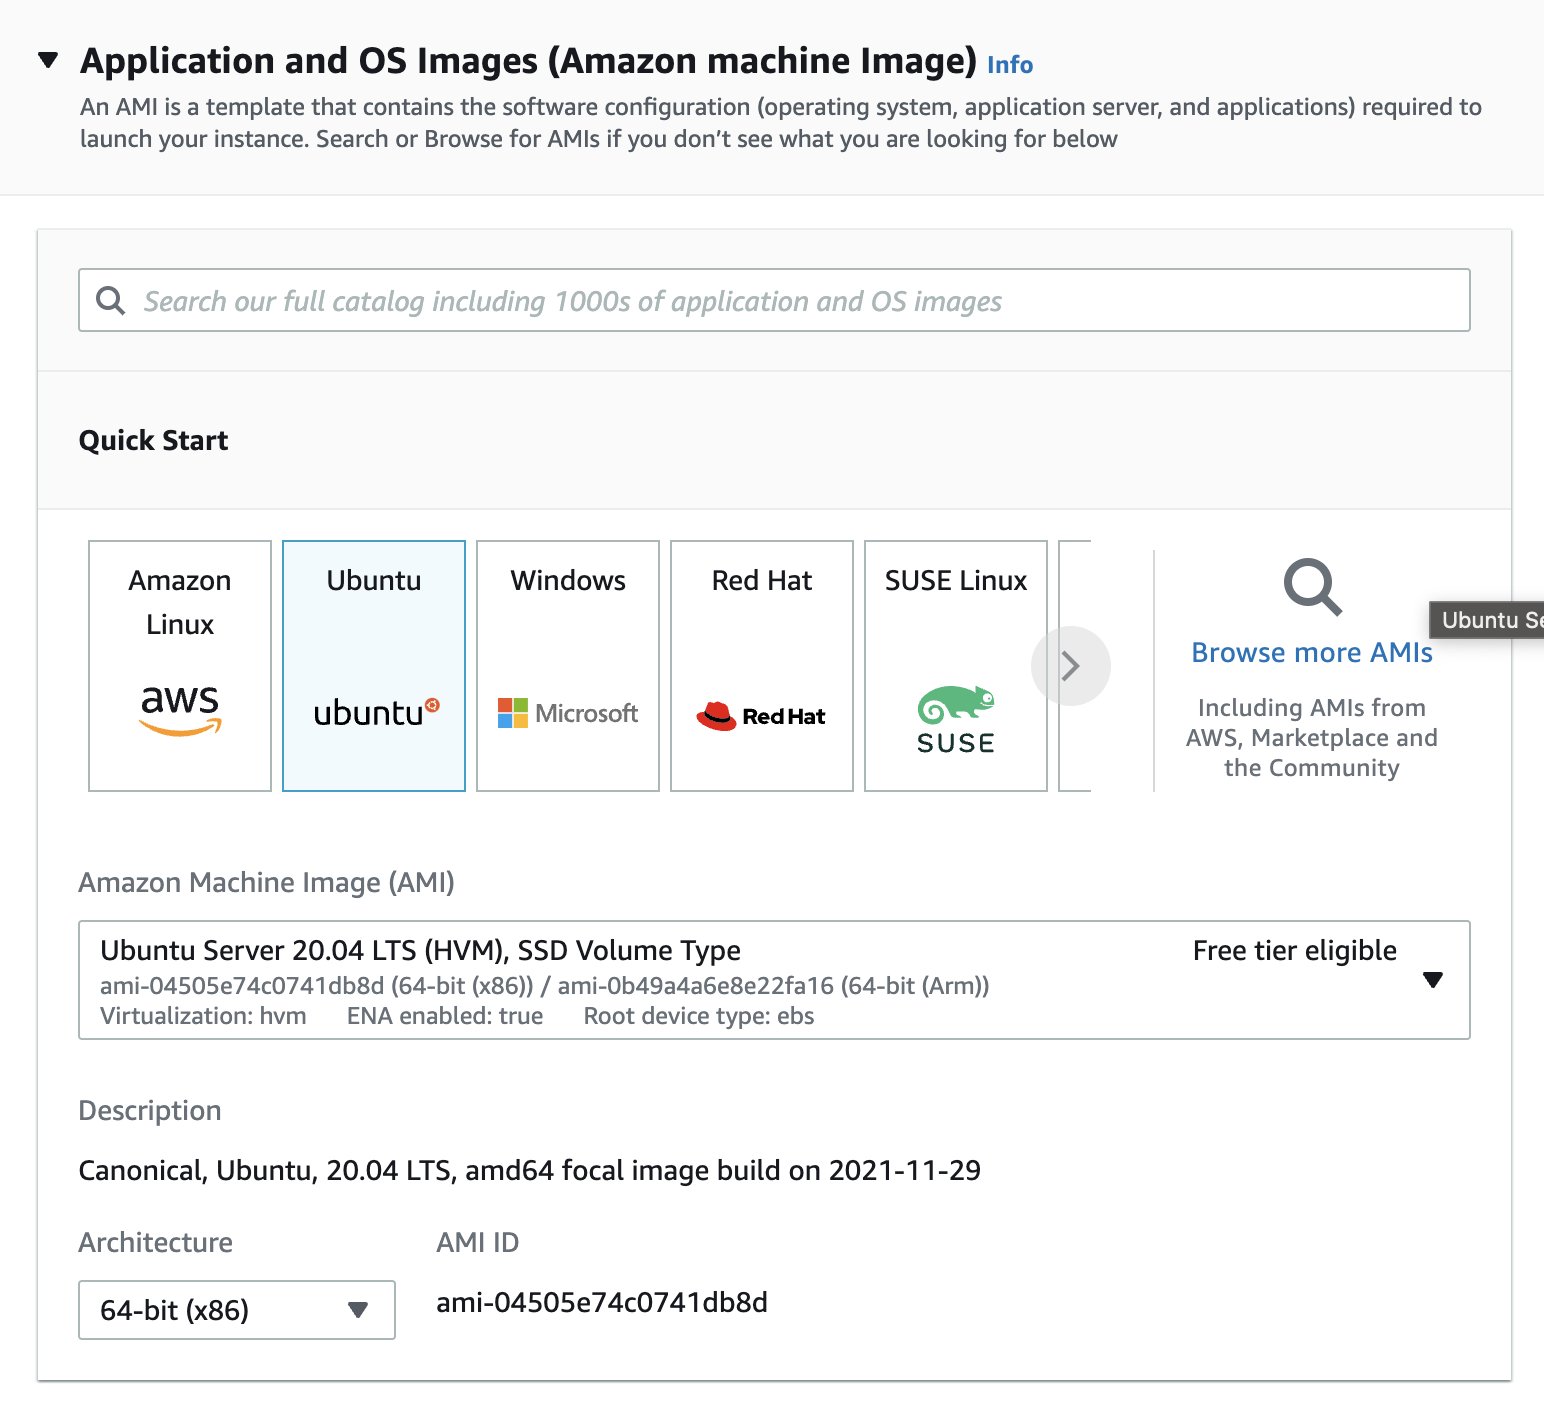 Application and OS Images (Amazon machine Image) Info
An AMI is a template that contains the software configuration (operating system, application server, and applications) required to
launch your instance. Search or Browse for AMIs if you don’t see what you are looking for below
Search our full catalog including 1000s of application and OS images
Quick Start
Amazon
Linux
aws
Ubuntu
ubuntu
Windows
Microsoft
Red Hat
Red Hat
SUSE Linux
SUSE
Browse more AMIs
Including AMIs from
AWS, Marketplace and
the Community
Ubuntu Se
Amazon Machine Image (AMI)
Ubuntu Server 20.04 LTS (HVM), SSD Volume Type Free tier eligible
ami-04505e74c0741db8d (64-bit (x86)) / ami-0b49a4a6e8e22fa16 (64-bit (Arm))
Virtualization: hvm ENA enabled: true Root device type: ebs
Description
Canonical, Ubuntu, 20.04 LTS, amd64 focal image build on 2021-11-29
Architecture AMI ID
64-bit (x86) ami-04505e74c0741db8d